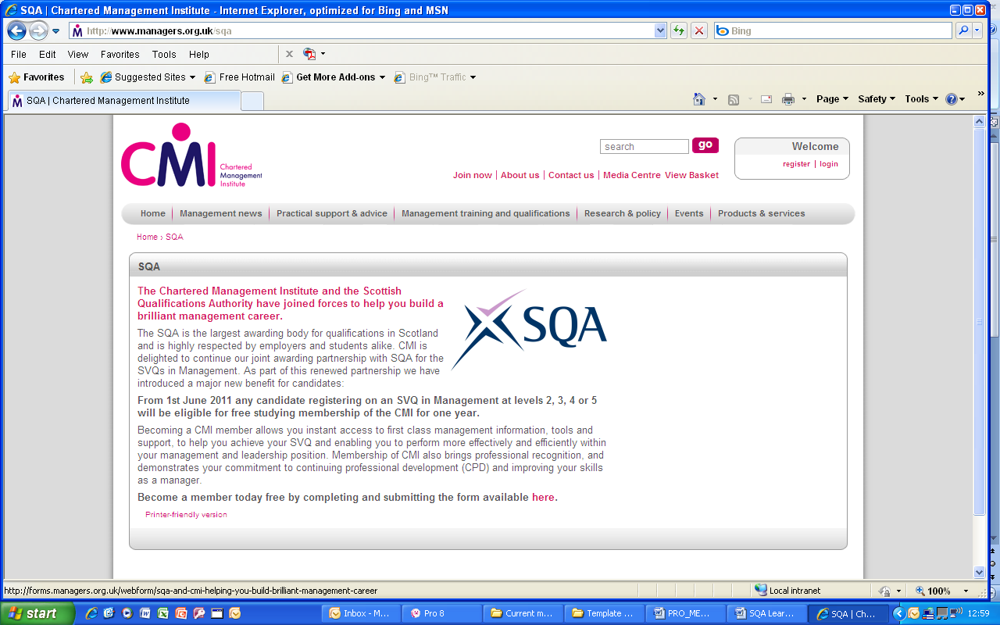 SQA | Chartered Management Institute - Internet Explorer, optimized for Bing and MSN
http://www.managers.org.uk/sqa
Bing
File Edit View Favorites Tools Help
Favorites Suggested Sites Free Hotmail Get More Add-ons Bing™ Traffic
SQA | Chartered Management Institute
Page Safety Tools
CMI
Chartered
Management
Institute
search go
Join now | About us | Contact us | Media Centre View Basket
Welcome
register | login
Home Management news Practical support & advice Management training and qualifications Research & policy Events Products & services
Home › SQA
SQA
The Chartered Management Institute and the Scottish
Qualifications Authority have joined forces to help you build a
brilliant management career.
SQA
The SQA is the largest awarding body for qualifications in Scotland
and is highly respected by employers and students alike. CMI is
delighted to continue our joint awarding partnership with SQA for the
SVQs in Management. As part of this renewed partnership we have
introduced a major new benefit for candidates:
From 1st June 2011 any candidate registering on an SVQ in Management at levels 2, 3, 4 or 5
will be eligible for free studying membership of the CMI for one year.
Becoming a CMI member allows you instant access to first class management information, tools and
support, to help you achieve your SVQ and enabling you to perform more effectively and efficiently within
your management and leadership position. Membership of CMI also brings professional recognition, and
demonstrates your commitment to continuing professional development (CPD) and improving your skills
as a manager.
Become a member today free by completing and submitting the form available here.
Printer-friendly version
http://forms.managers.org.uk/webform/sqa-and-cmi-helping-you-build-brilliant-management-career
Local intranet
100%
start
Inbox - M...
Pro 8
Current m...
Template ...
PRO_ME...
SQA Lear...
SQA | Ch...
12:59